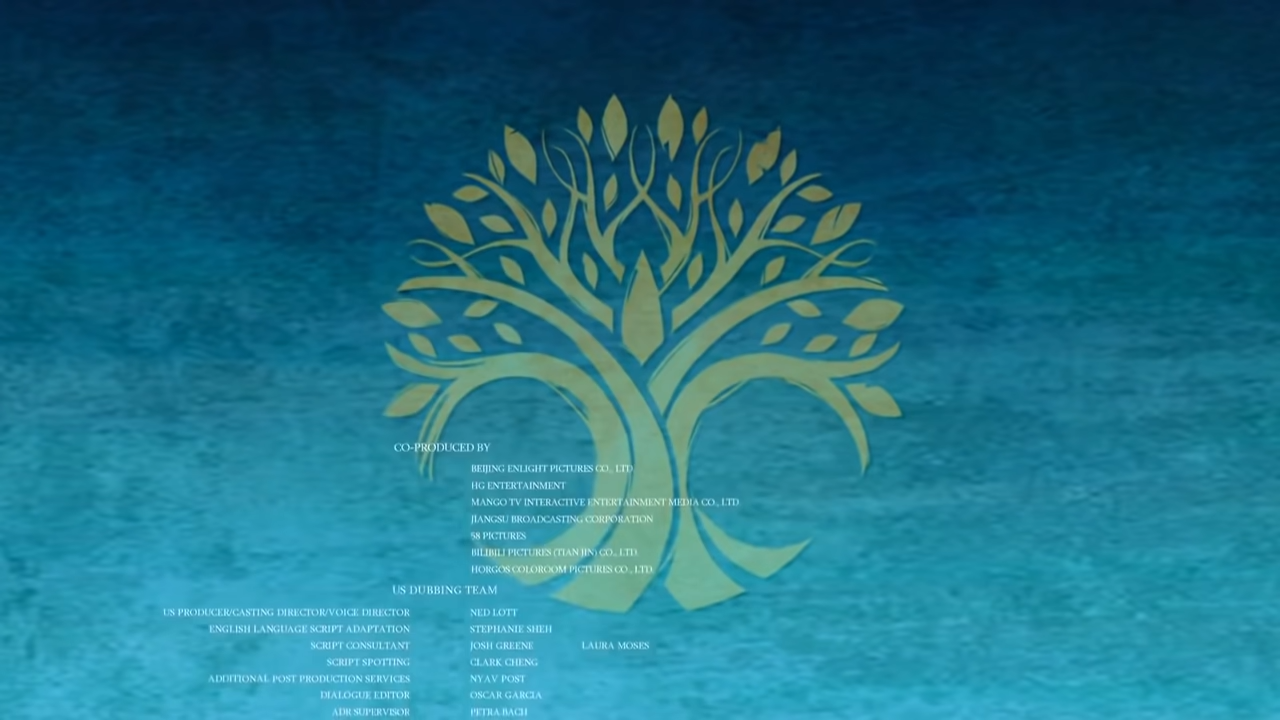 CO-PRODUCED BY
BEIJING ENLIGHT PICTURES CO., LTD
HG ENTERTAINMENT
MANGO TV INTERACTIVE ENTERTAINMENT MEDIA CO., LTD
JIANGSU BROADCASTING CORPORATION
58 PICTURES
BILIBILI PICTURES (TIAN JIN) CO., LTD
HORGOS COLOROOM PICTURES CO., LTD
US DUBBING TEAM
US PRODUCER/CASTING DIRECTOR/VOICE DIRECTOR NED LOTT
ENGLISH LANGUAGE SCRIPT ADAPTATION STEPHANIE SHEH
SCRIPT CONSULTANT JOSH GREENE LAURA MOSES
SCRIPT SPOTTING CLARK CHENG
ADDITIONAL POST PRODUCTION SERVICES NYAV POST
DIALOGUE EDITOR OSCAR GARCIA
ADR SUPERVISOR PETRA BACH